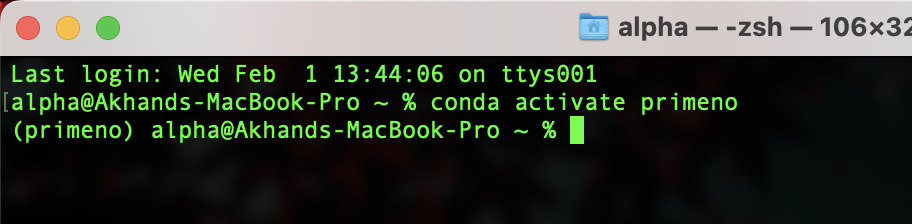 alpha — -zsh — 106×32
Last login: Wed Feb  1 13:44:06 on ttys001
[alpha@Akhands-MacBook-Pro ~ % conda activate primeno
(primeno) alpha@Akhands-MacBook-Pro ~ %